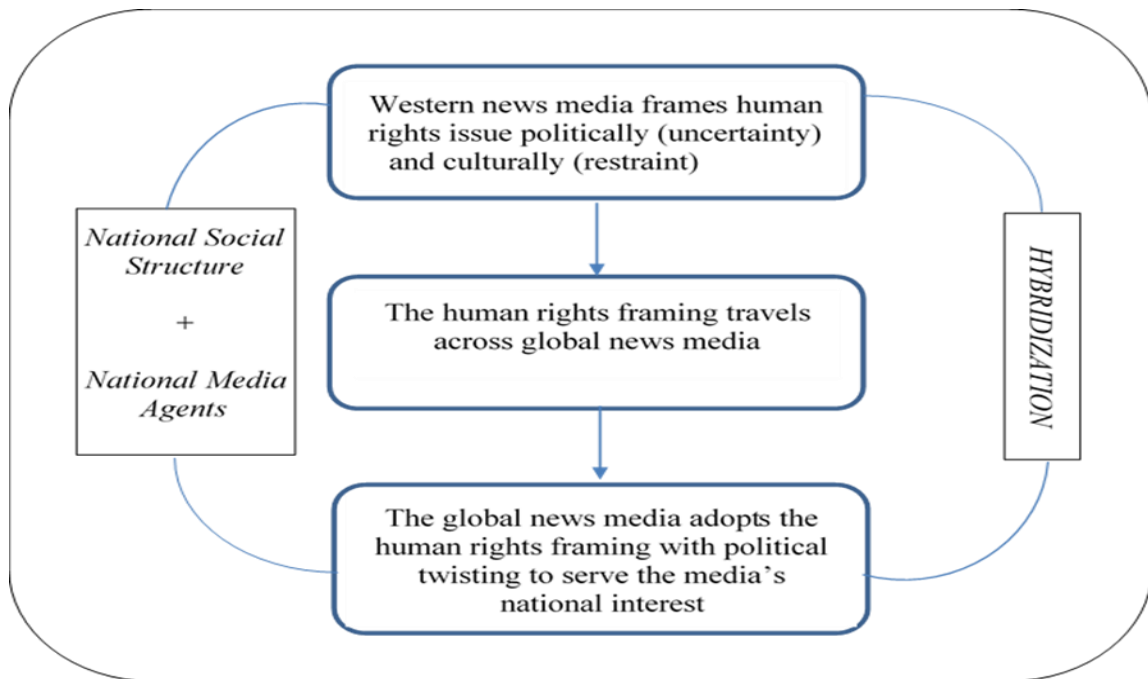 Western news media frames human
rights issue politically (uncertainty)
and culturally (restraint)
National Social
Structure
+
National Media
Agents
The human rights framing travels
across global news media
HYBRIDIZATION
The global news media adopts the
human rights framing with political
twisting to serve the media’s
national interest